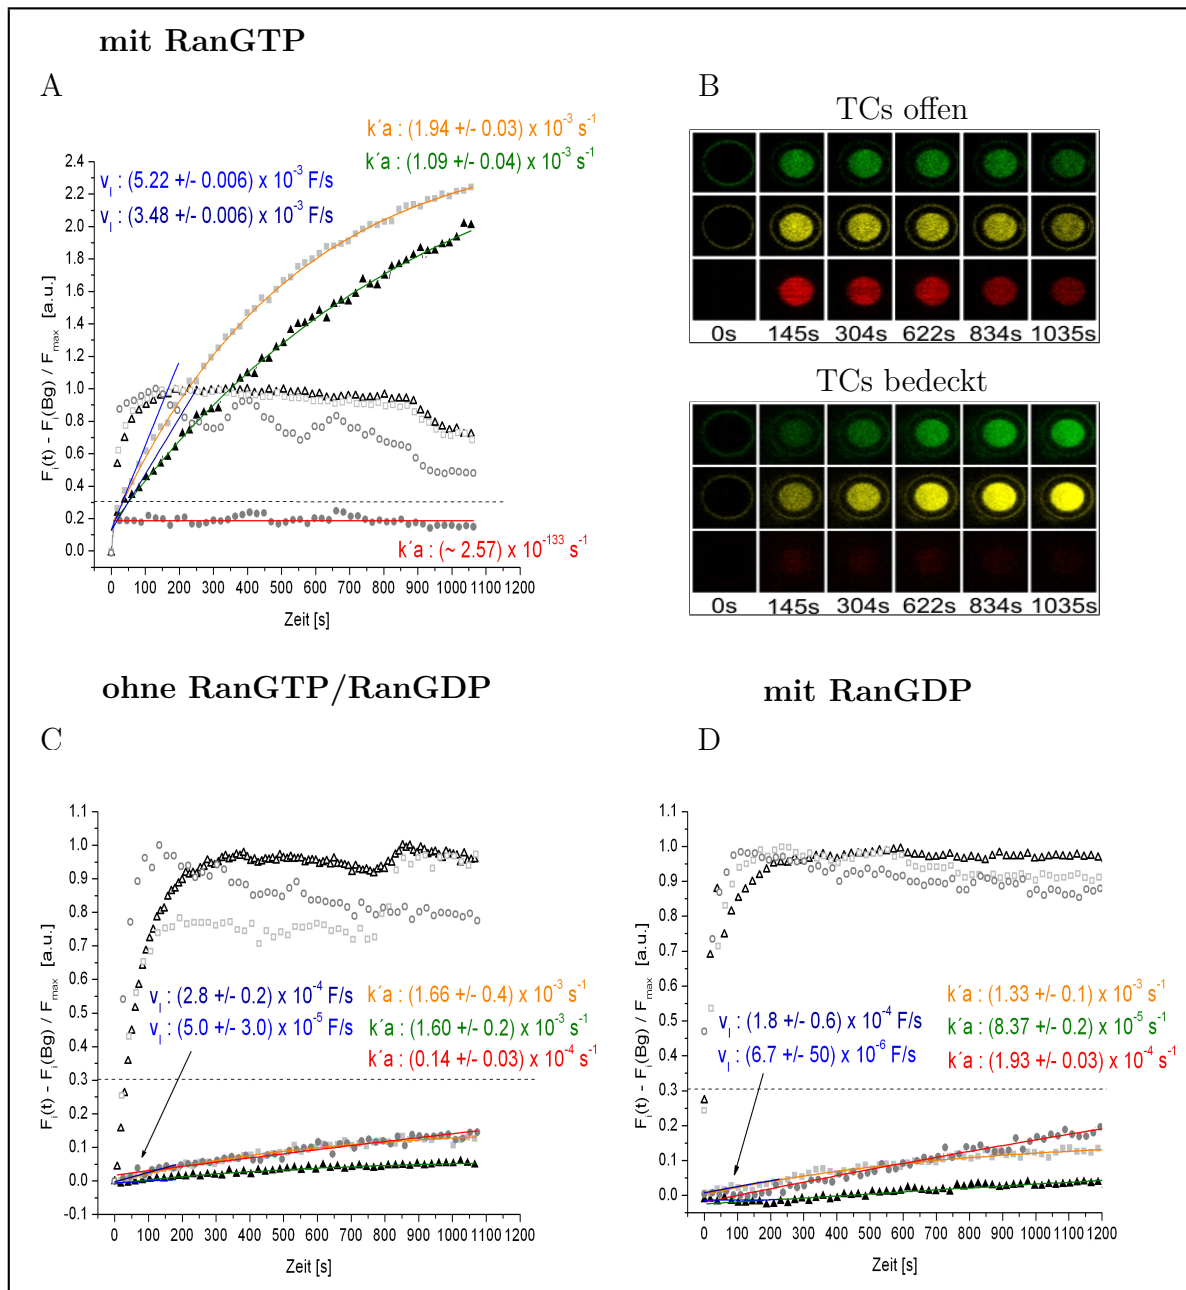 mit RanGTP
A
k´a : (1.94 +/- 0.03) x 10⁻³ s⁻¹
k´a : (1.09 +/- 0.04) x 10⁻³ s⁻¹
v_I : (5.22 +/- 0.006) x 10⁻³ F/s
v_I : (3.48 +/- 0.006) x 10⁻³ F/s
2.4
2.2
2.0
1.8
1.6
1.4
1.2
1.0
0.8
0.6
0.4
0.2
0.0
F_i(t) - F_i(Bg) / F_max [a.u.]
k´a : (~ 2.57) x 10⁻¹³³ s⁻¹
0 100 200 300 400 500 600 700 800 900 1000 1100 1200
Zeit [s]
B
TCs offen
0s 145s 304s 622s 834s 1035s
TCs bedeckt
0s 145s 304s 622s 834s 1035s
ohne RanGTP/RanGDP
C
1.1
1.0
0.9
0.8
0.7
0.6
0.5
0.4
0.3
0.2
0.1
0.0
-0.1
F_i(t) - F_i(Bg) / F_max [a.u.]
v_I : (2.8 +/- 0.2) x 10⁻⁴ F/s
v_I : (5.0 +/- 3.0) x 10⁻⁵ F/s
k´a : (1.66 +/- 0.4) x 10⁻³ s⁻¹
k´a : (1.60 +/- 0.2) x 10⁻³ s⁻¹
k´a : (0.14 +/- 0.03) x 10⁻⁴ s⁻¹
0 100 200 300 400 500 600 700 800 900 1000 1100 1200
Zeit [s]
mit RanGDP
D
1.1
1.0
0.9
0.8
0.7
0.6
0.5
0.4
0.3
0.2
0.1
0.0
F_i(t) - F_i(Bg) / F_max [a.u.]
v_I : (1.8 +/- 0.6) x 10⁻⁴ F/s
v_I : (6.7 +/- 50) x 10⁻⁶ F/s
k´a : (1.33 +/- 0.1) x 10⁻³ s⁻¹
k´a : (8.37 +/- 0.2) x 10⁻⁵ s⁻¹
k´a : (1.93 +/- 0.03) x 10⁻⁴ s⁻¹
0 100 200 300 400 500 600 700 800 900 1000 1100 1200
Zeit [s]